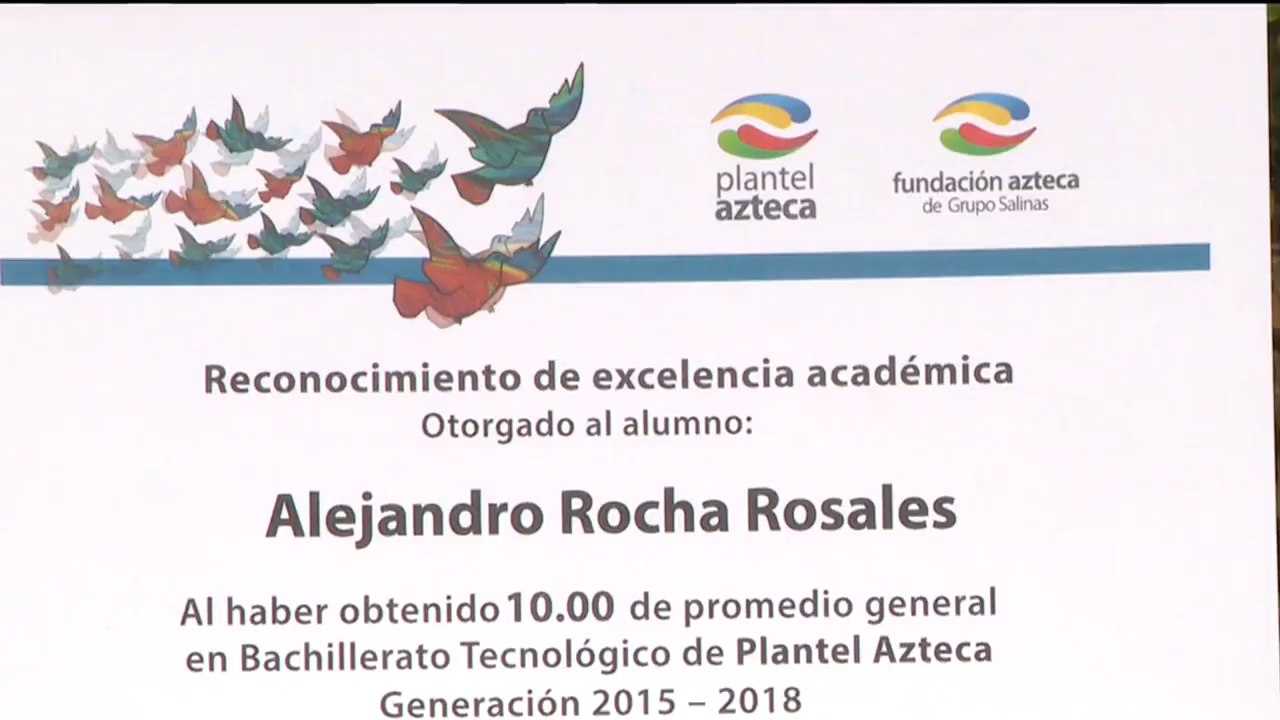 plantel
azteca
fundación azteca
de Grupo Salinas
Reconocimiento de excelencia académica
Otorgado al alumno:
Alejandro Rocha Rosales
Al haber obtenido 10.00 de promedio general
en Bachillerato Tecnológico de Plantel Azteca
Generación 2015 – 2018